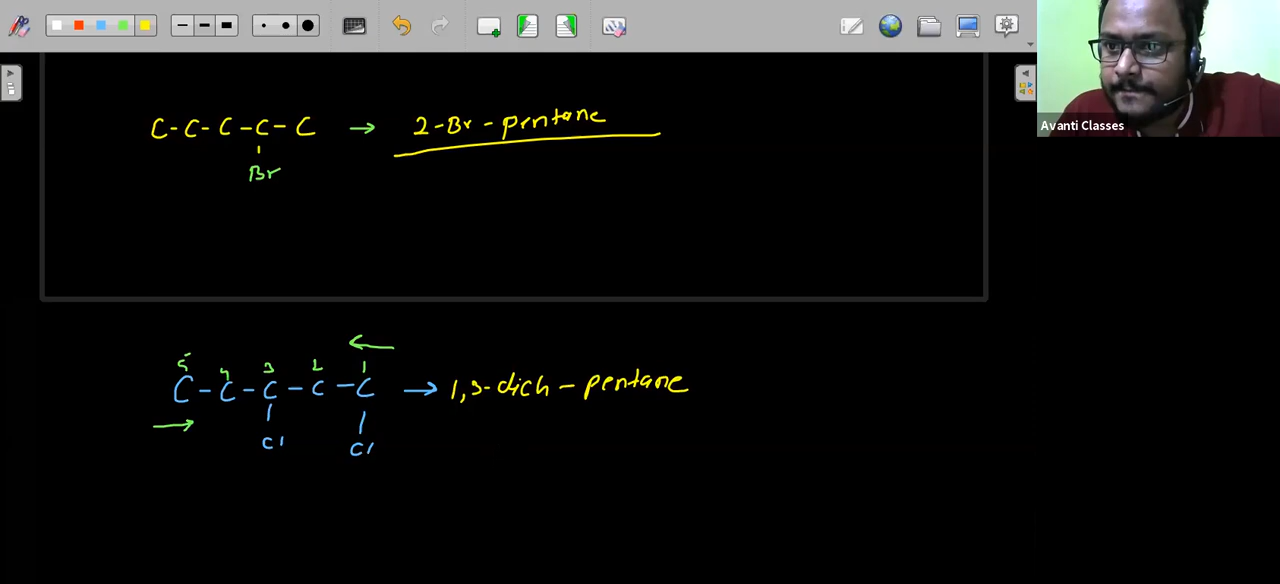 Avanti Classes
C-C-C-C-C → 2-Br-pentane
Br
5 4 3 2 1
C-C-C-C-C → 1,3-dich-pentane
Cl Cl